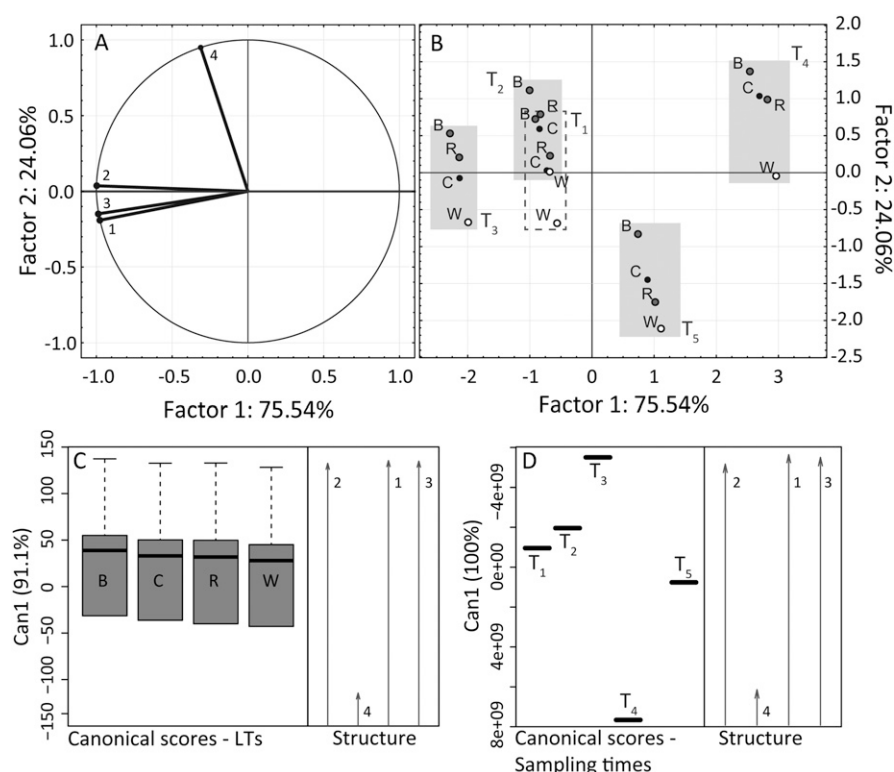 A
B
1.0
0.5
0.0
-0.5
-1.0
Factor 2: 24.06%
4
2
3
1
-1.0
-0.5
0.0
0.5
1.0
Factor 1: 75.54%
2.0
1.5
1.0
0.5
0.0
-0.5
-1.0
-1.5
-2.0
-2.5
Factor 2: 24.06%
T2
B
B
R
C
R
C
W
W
T1
B
R
C
W
T3
B
C
R
W
T4
B
C
R
W
T5
-2
-1
0
1
2
3
Factor 1: 75.54%
C
150
100
50
0
-50
-100
-150
Can1 (91.1%)
B
C
R
W
2
1
3
4
Canonical scores - LTs
Structure
D
-4e+09
0e+00
4e+09
8e+09
Can1 (100%)
T1
T2
T3
T4
T5
2
1
3
4
Canonical scores -
Sampling times
Structure